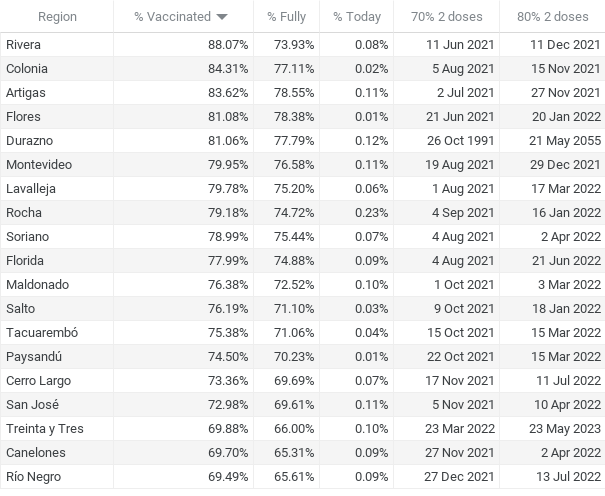 Region % Vaccinated % Fully % Today 70% 2 doses 80% 2 doses
Rivera 88.07% 73.93% 0.08% 11 Jun 2021 11 Dec 2021
Colonia 84.31% 77.11% 0.02% 5 Aug 2021 15 Nov 2021
Artigas 83.62% 78.55% 0.11% 2 Jul 2021 27 Nov 2021
Flores 81.08% 78.38% 0.01% 21 Jun 2021 20 Jan 2022
Durazno 81.06% 77.79% 0.12% 26 Oct 1991 21 May 2055
Montevideo 79.95% 76.58% 0.11% 19 Aug 2021 29 Dec 2021
Lavalleja 79.78% 75.20% 0.06% 1 Aug 2021 17 Mar 2022
Rocha 79.18% 74.72% 0.23% 4 Sep 2021 16 Jan 2022
Soriano 78.99% 75.44% 0.07% 4 Aug 2021 2 Apr 2022
Florida 77.99% 74.88% 0.09% 4 Aug 2021 21 Jun 2022
Maldonado 76.38% 72.52% 0.10% 1 Oct 2021 3 Mar 2022
Salto 76.19% 71.10% 0.03% 9 Oct 2021 18 Jan 2022
Tacuarembó 75.38% 71.06% 0.04% 15 Oct 2021 15 Mar 2022
Paysandú 74.50% 70.23% 0.01% 22 Oct 2021 15 Mar 2022
Cerro Largo 73.36% 69.69% 0.07% 17 Nov 2021 11 Jul 2022
San José 72.98% 69.61% 0.11% 5 Nov 2021 10 Apr 2022
Treinta y Tres 69.88% 66.00% 0.10% 23 Mar 2022 23 May 2023
Canelones 69.70% 65.31% 0.09% 27 Nov 2021 2 Apr 2022
Río Negro 69.49% 65.61% 0.09% 27 Dec 2021 13 Jul 2022